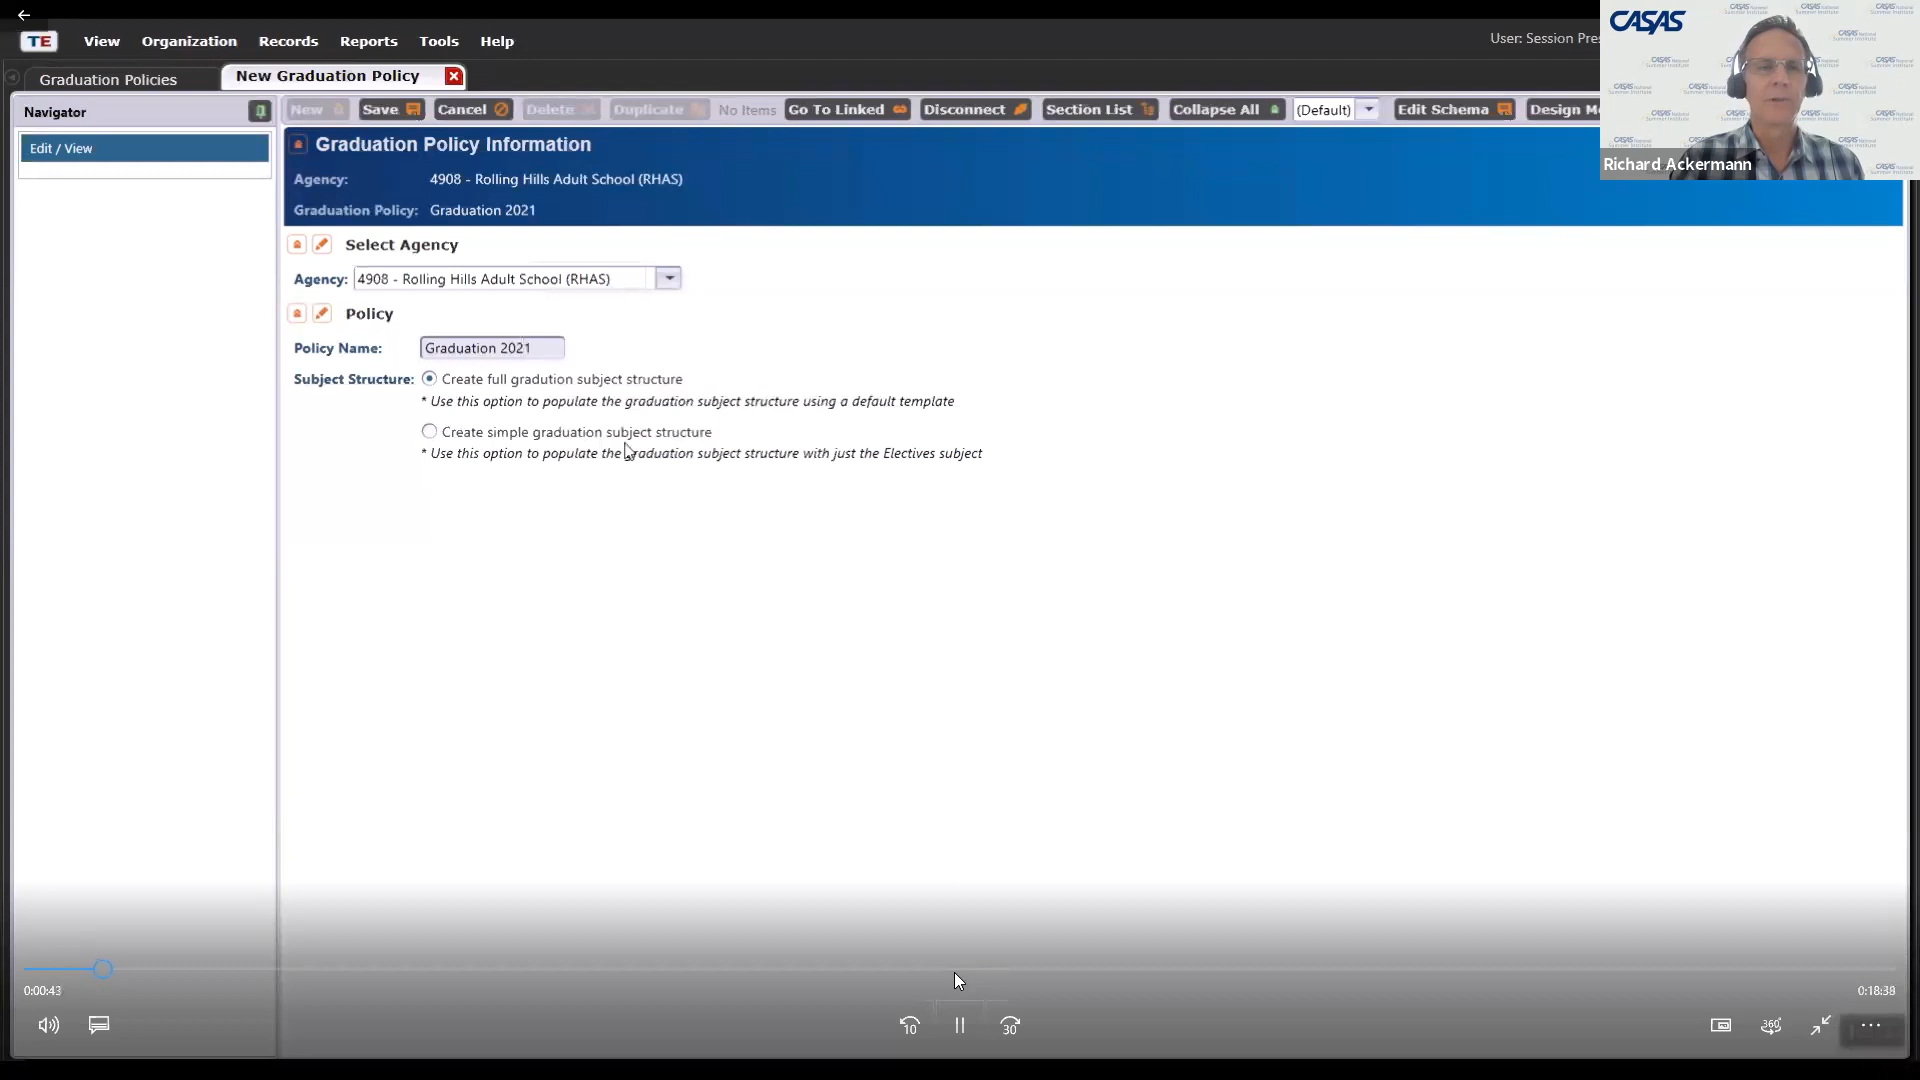 TE View Organization Records Reports Tools Help
User: Session Pres
CASAS
Graduation Policies
New Graduation Policy
Navigator
New Save Cancel Delete Duplicate No Items Go To Linked Disconnect Section List Collapse All (Default) Edit Schema Design Mo
Edit / View
Graduation Policy Information
Richard Ackermann
Agency: 4908 - Rolling Hills Adult School (RHAS)
Graduation Policy: Graduation 2021
Select Agency
Agency: 4908 - Rolling Hills Adult School (RHAS)
Policy
Policy Name: Graduation 2021
Subject Structure: Create full gradution subject structure
* Use this option to populate the graduation subject structure using a default template
Create simple graduation subject structure
* Use this option to populate the graduation subject structure with just the Electives subject
0:00:43
0:18:38
10
30
360